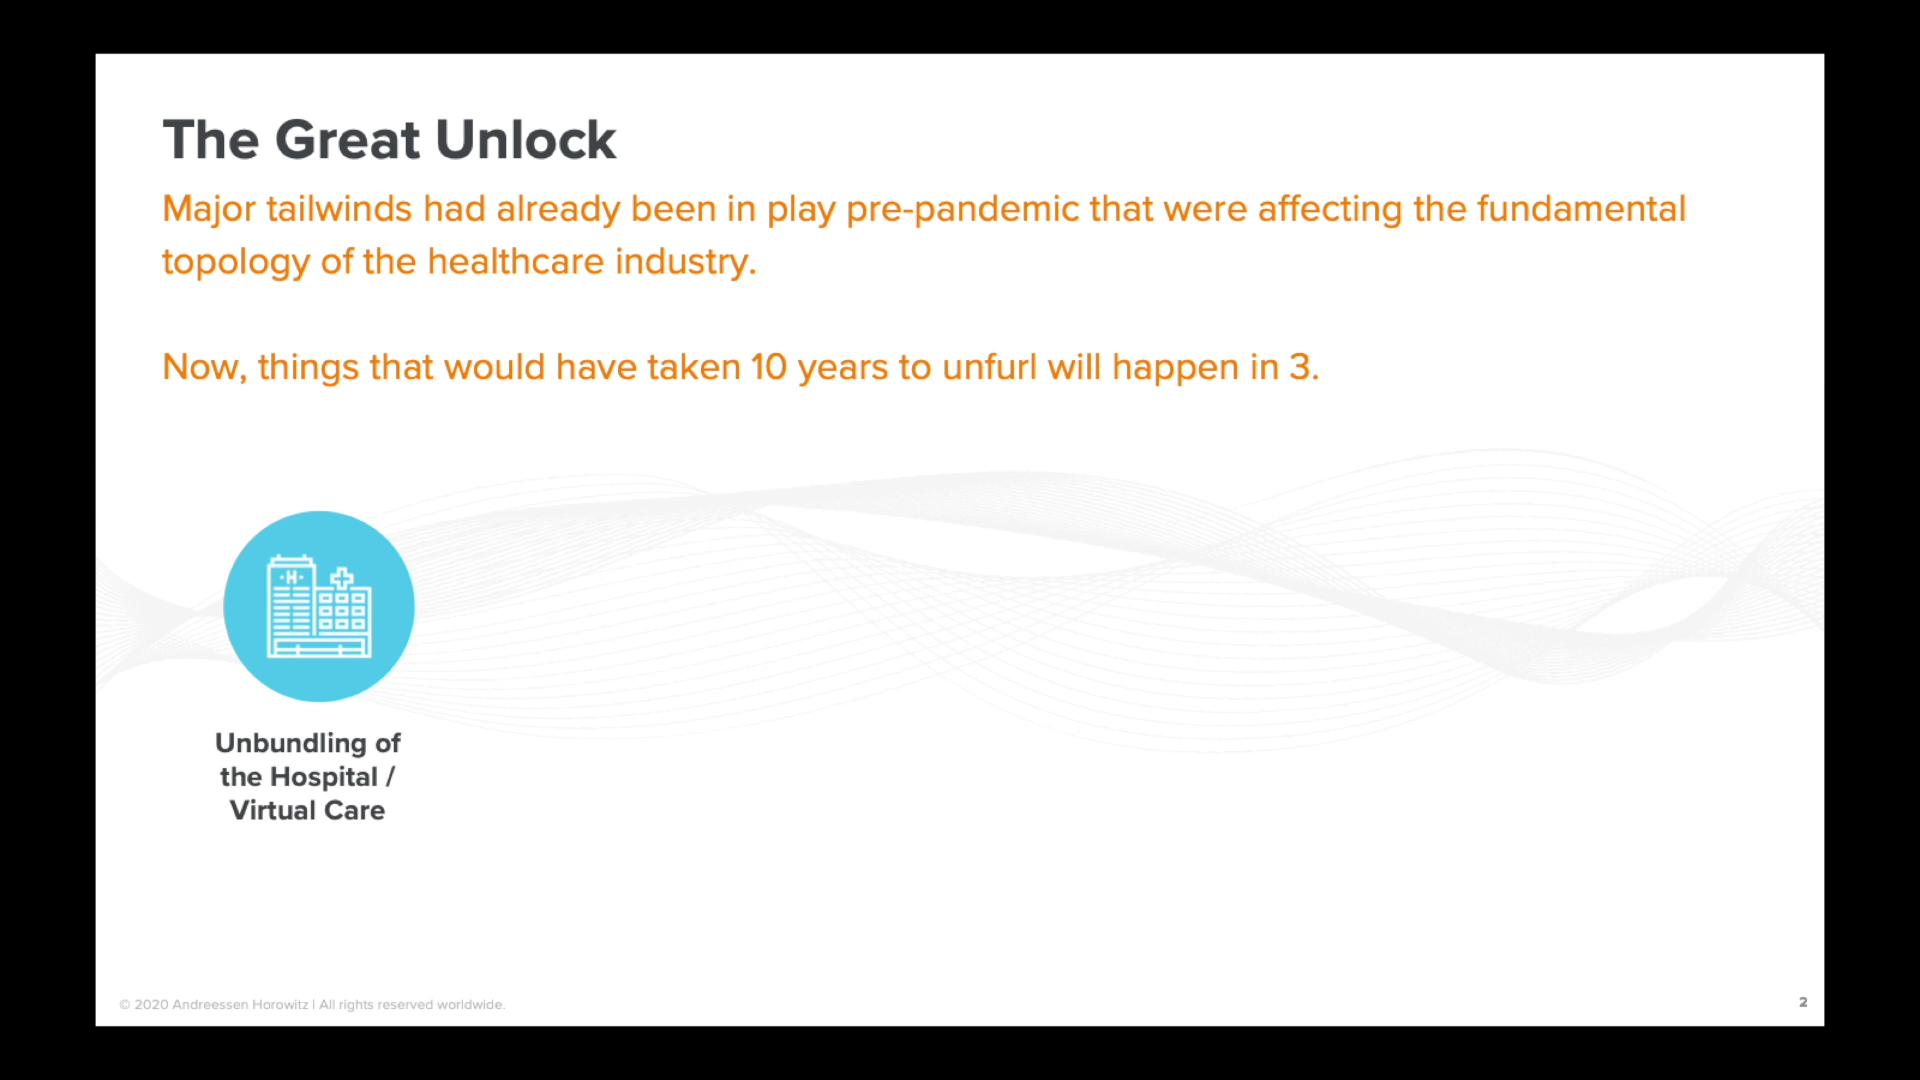 The Great Unlock
Major tailwinds had already been in play pre-pandemic that were affecting the fundamental
topology of the healthcare industry.
Now, things that would have taken 10 years to unfurl will happen in 3.
·H·
Unbundling of
the Hospital /
Virtual Care
© 2020 Andreessen Horowitz | All rights reserved worldwide.
2